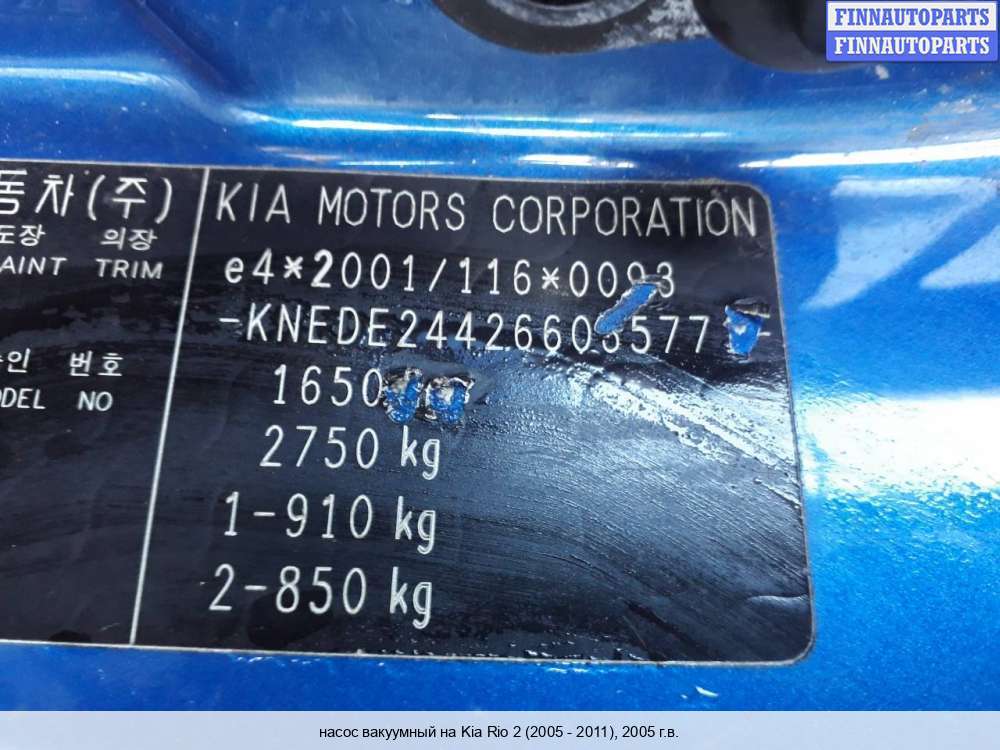 FINNAUTOPARTS
FINNAUTOPARTS
동차(주)
KIA MOTORS CORPORATION
도장 의장
AINT TRIM
e4*2001/116*0093
-KNEDE24426603577
인 번호
ODEL NO
1650
2750 kg
1-910 kg
2-850 kg
насос вакуумный на Kia Rio 2 (2005 - 2011), 2005 г.в.